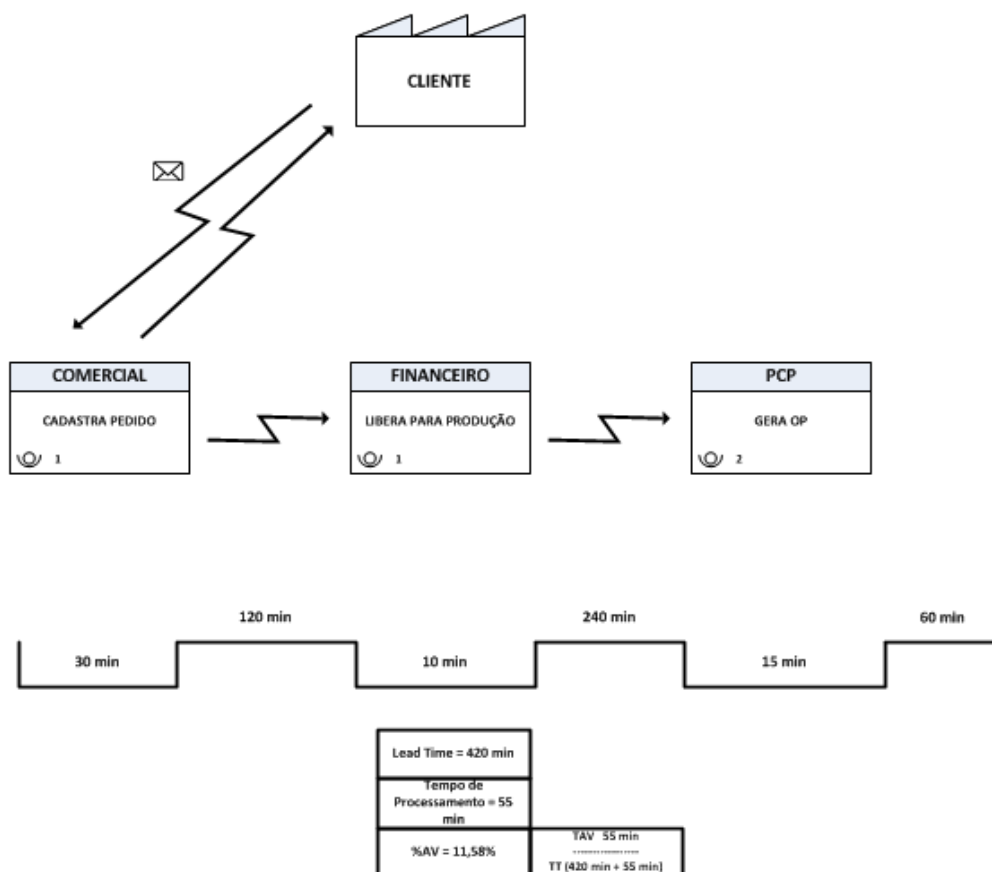 CLIENTE
COMERCIAL
CADASTRA PEDIDO
1
FINANCEIRO
LIBERA PARA PRODUÇÃO
1
PCP
GERA OP
2
120 min
240 min
60 min
30 min
10 min
15 min
Lead Time = 420 min
Tempo de
Processamento = 55
min
%AV = 11,58%
TAV 55 min
------------------
TT (420 min + 55 min)